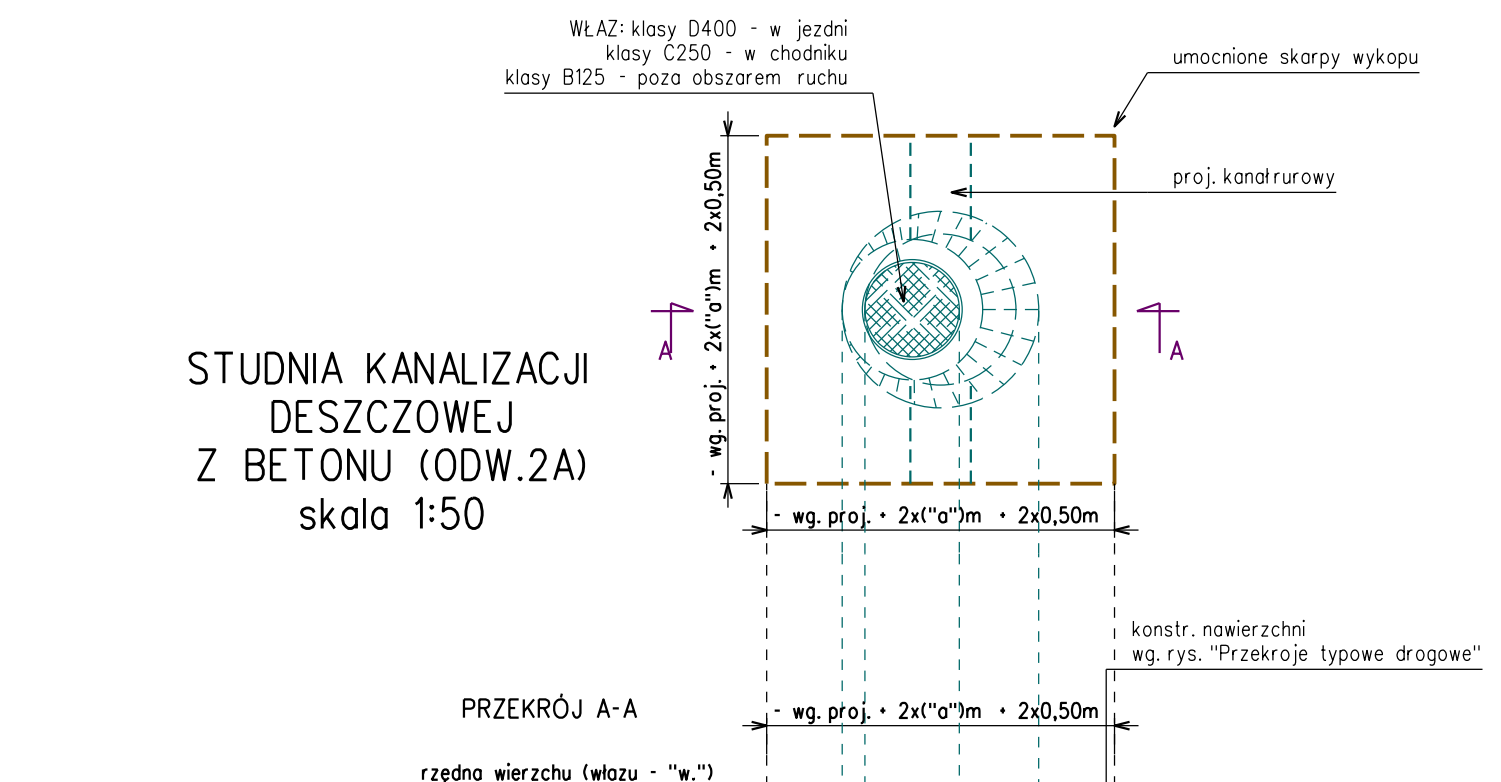 WŁAZ: klasy D400 - w jezdni
klasy C250 - w chodniku
klasy B125 - poza obszarem ruchu
umocnione skarpy wykopu
proj. kanał rurowy
- wg. proj. + 2x("a")m + 2x0,50m
A
A
STUDNIA KANALIZACJI
DESZCZOWEJ
Z BETONU (ODW.2A)
skala 1:50
- wg. proj. + 2x("a")m + 2x0,50m
konstr. nawierzchni
wg. rys. "Przekroje typowe drogowe"
PRZEKRÓJ A-A
- wg. proj. + 2x("a")m + 2x0,50m
rzędna wierzchu (włazu - "w.")